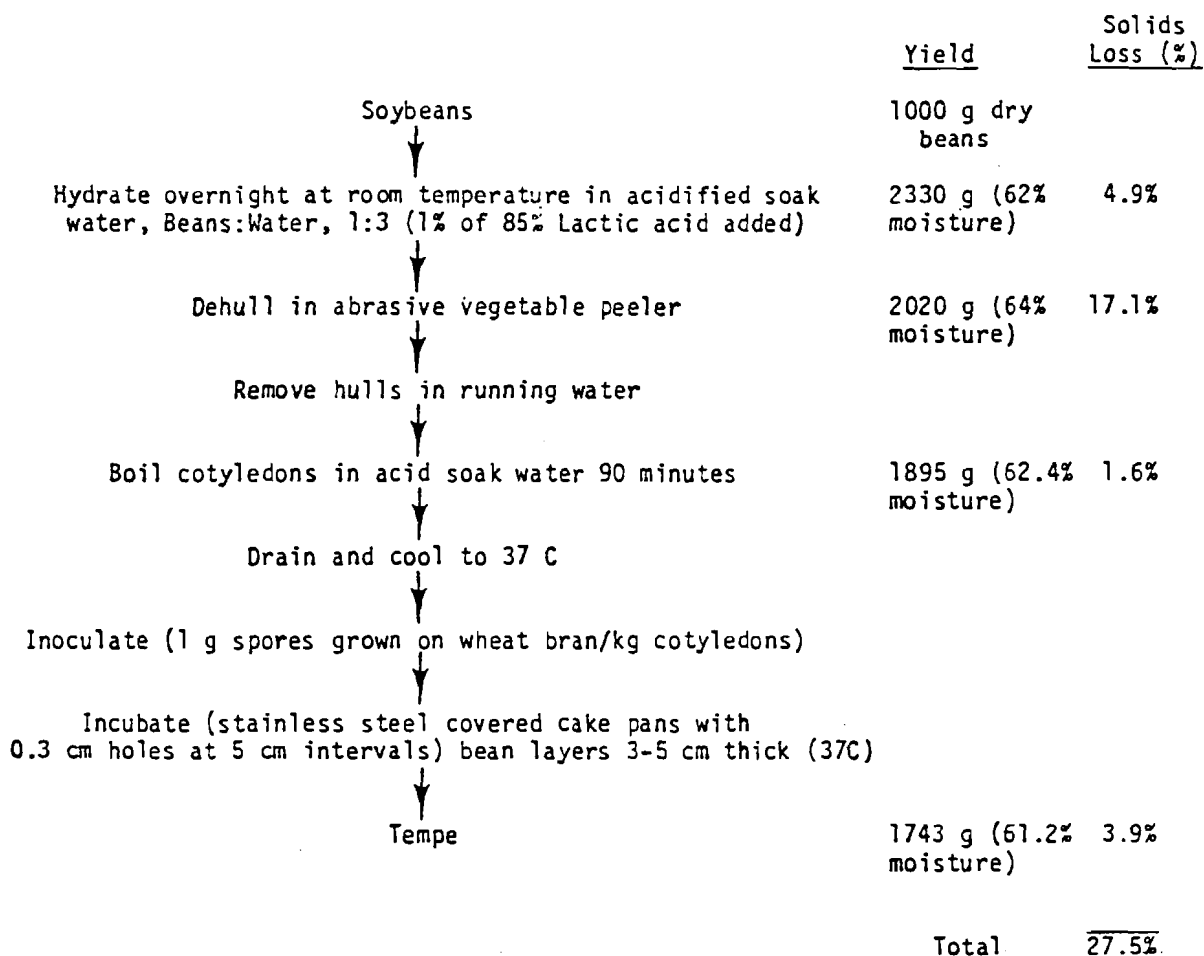 Solids
Yield Loss (%)
Soybeans 1000 g dry
beans
Hydrate overnight at room temperature in acidified soak 2330 g (62% 4.9%
water, Beans:Water, 1:3 (1% of 85% Lactic acid added) moisture)
Dehull in abrasive vegetable peeler 2020 g (64% 17.1%
moisture)
Remove hulls in running water
Boil cotyledons in acid soak water 90 minutes 1895 g (62.4% 1.6%
moisture)
Drain and cool to 37 C
Inoculate (1 g spores grown on wheat bran/kg cotyledons)
Incubate (stainless steel covered cake pans with
0.3 cm holes at 5 cm intervals) bean layers 3-5 cm thick (37C)
Tempe 1743 g (61.2% 3.9%
moisture)
Total 27.5%